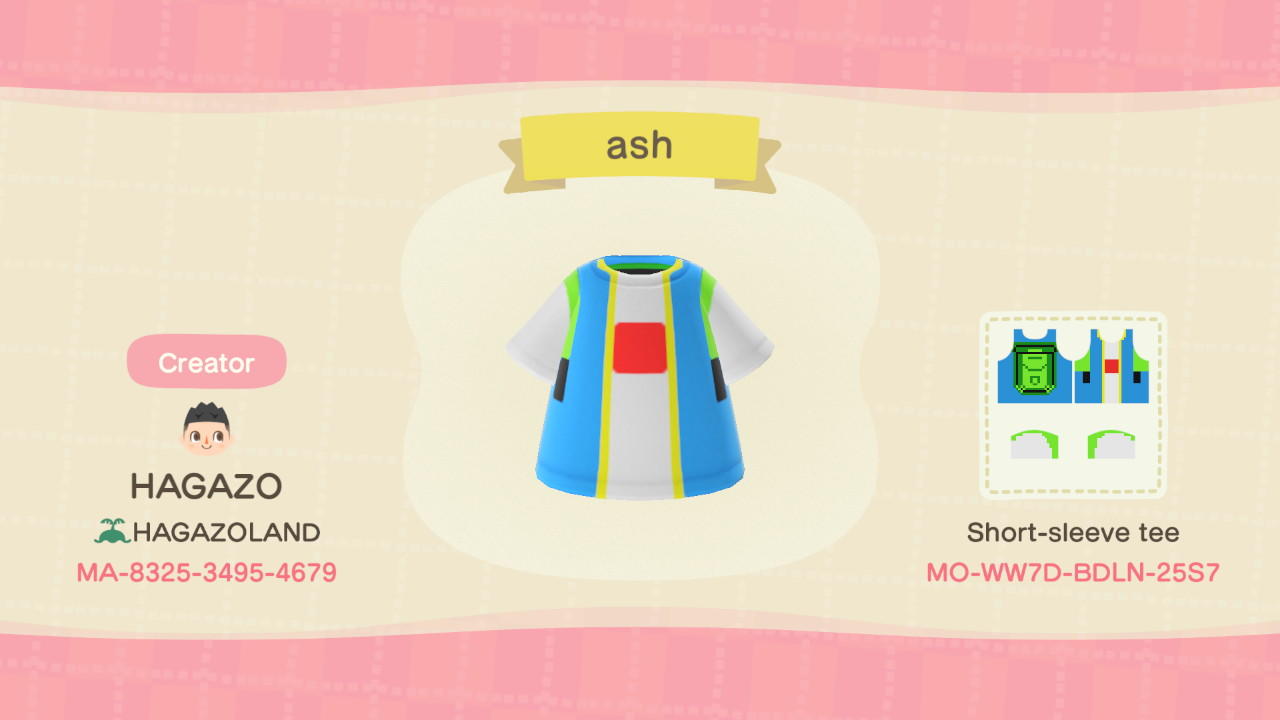 ash
Creator
HAGAZO
HAGAZOLAND
MA-8325-3495-4679
Short-sleeve tee
MO-WW7D-BDLN-25S7